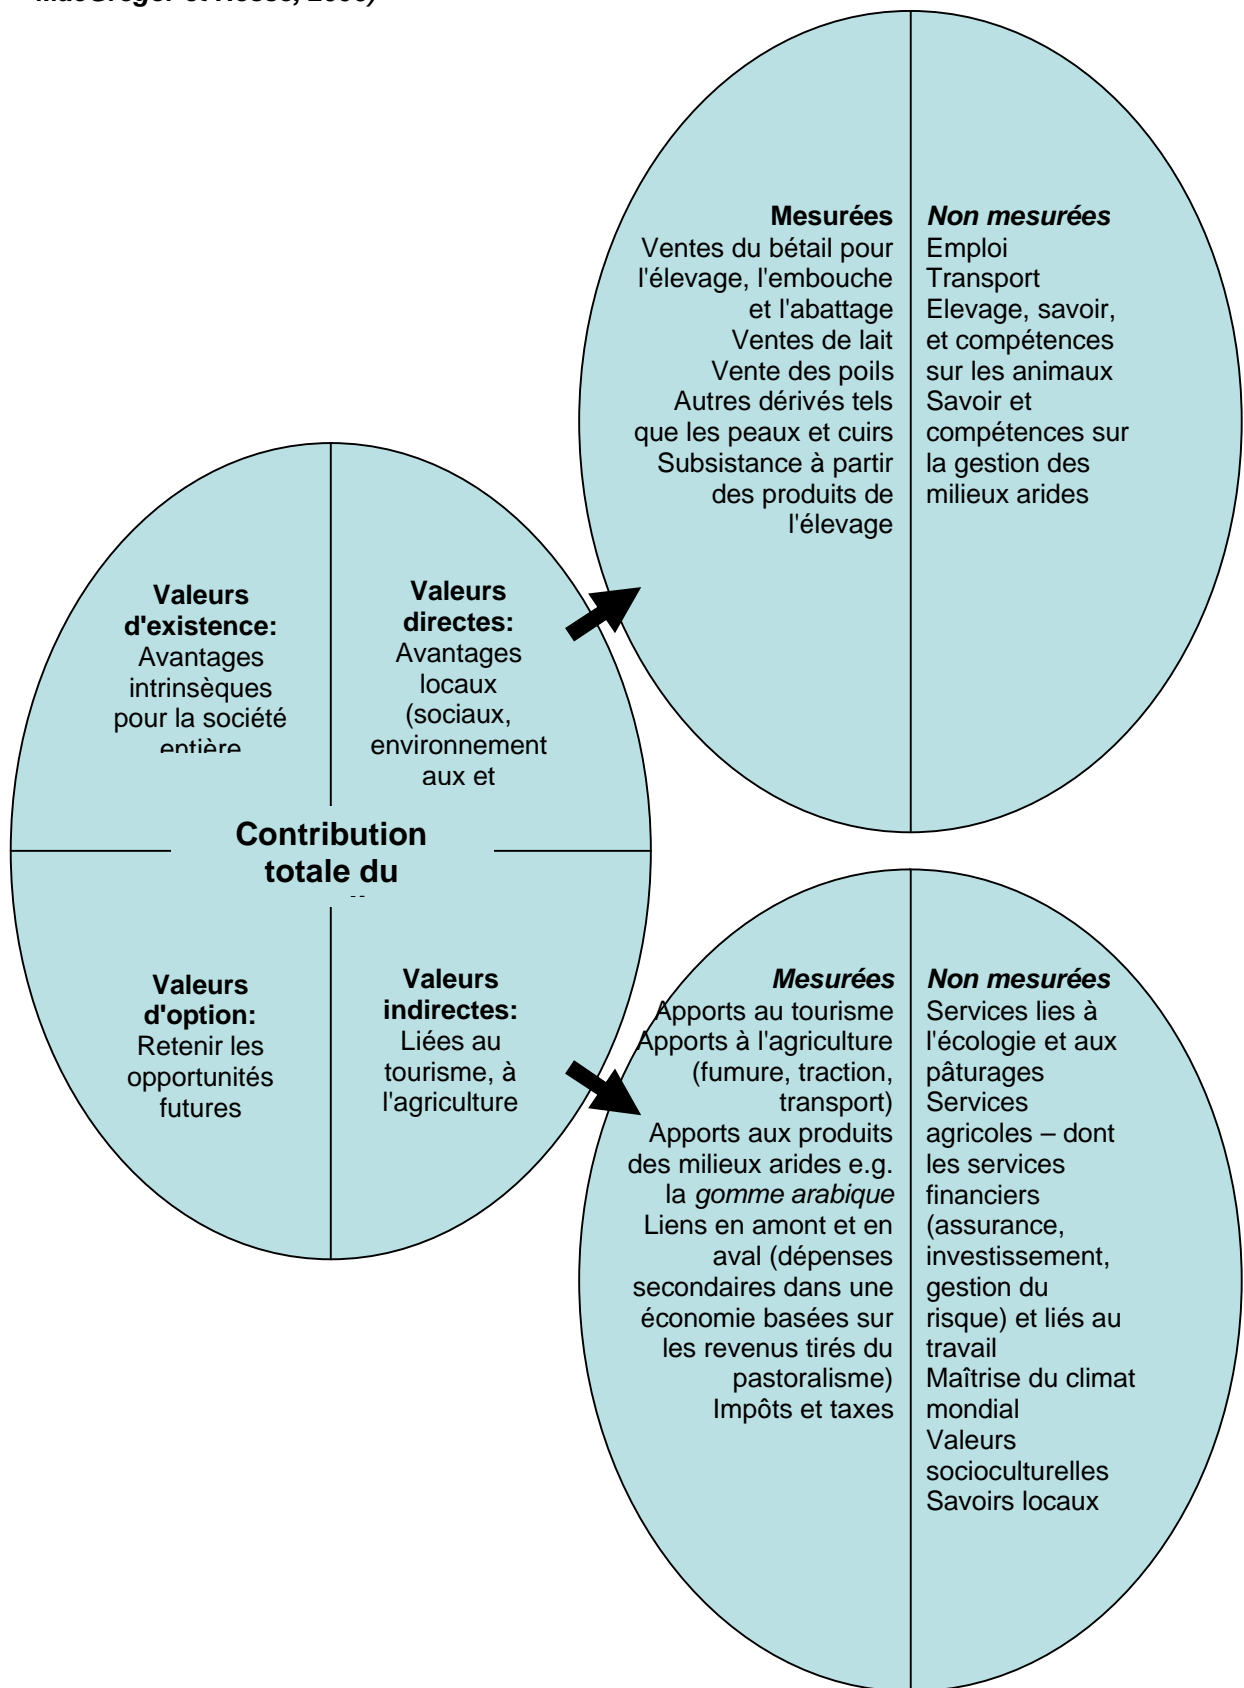 Mesurées
Ventes du bétail pour
l'élevage, l'embouche
et l'abattage
Ventes de lait
Vente des poils
Autres dérivés tels
que les peaux et cuirs
Subsistance à partir
des produits de
l'élevage
Non mesurées
Emploi
Transport
Elevage, savoir,
et compétences
sur les animaux
Savoir et
compétences sur
la gestion des
milieux arides
Valeurs
d'existence:
Avantages
intrinsèques
pour la société
entière
Valeurs
directes:
Avantages
locaux
(sociaux,
environnement
aux et
Contribution
totale du
Valeurs
d'option:
Retenir les
opportunités
futures
Valeurs
indirectes:
Liées au
tourisme, à
l'agriculture
Mesurées
Apports au tourisme
Apports à l'agriculture
(fumure, traction,
transport)
Apports aux produits
des milieux arides e.g.
la gomme arabique
Liens en amont et en
aval (dépenses
secondaires dans une
économie basées sur
les revenus tirés du
pastoralisme)
Impôts et taxes
Non mesurées
Services lies à
l'écologie et aux
pâturages
Services
agricoles – dont
les services
financiers
(assurance,
investissement,
gestion du
risque) et liés au
travail
Maîtrise du climat
mondial
Valeurs
socioculturelles
Savoirs locaux